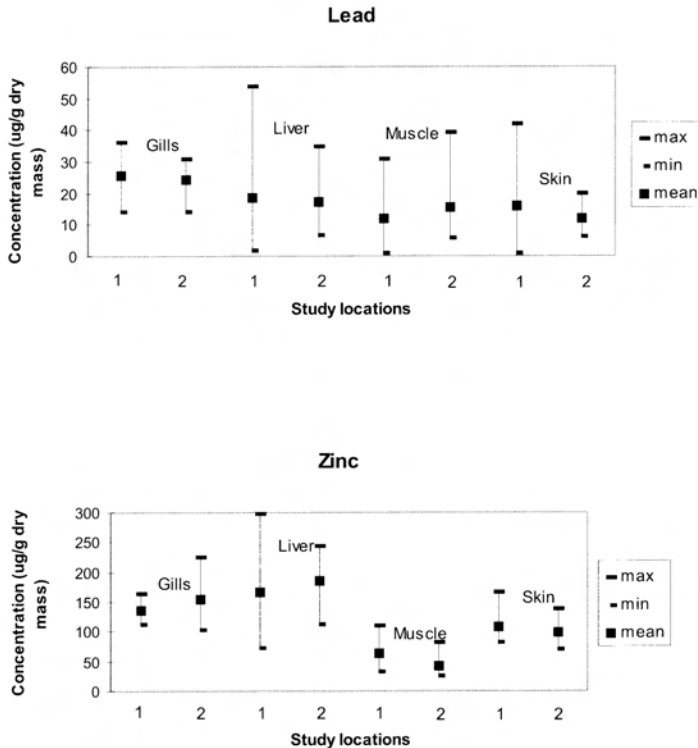 Lead
Concentration (ug/g dry
mass)
60
50
40
30
20
10
0
Gills
Liver
Muscle
Skin
1 2 1 2 1 2 1 2
Study locations
max
min
mean
Zinc
Concentration (ug/g dry
mass)
300
250
200
150
100
50
0
Gills
Liver
Muscle
Skin
1 2 1 2 1 2 1 2
Study locations
max
min
mean